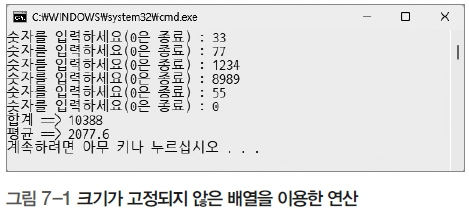 C:₩WINDOWS₩system32₩cmd.exe
숫자를 입력하세요(0은 종료) : 33
숫자를 입력하세요(0은 종료) : 77
숫자를 입력하세요(0은 종료) : 1234
숫자를 입력하세요(0은 종료) : 8989
숫자를 입력하세요(0은 종료) : 55
숫자를 입력하세요(0은 종료) : 0
합계 ==> 10388
평균 ==> 2077.6
계속하려면 아무 키나 누르십시오 . . .
그림 7-1 크기가 고정되지 않은 배열을 이용한 연산